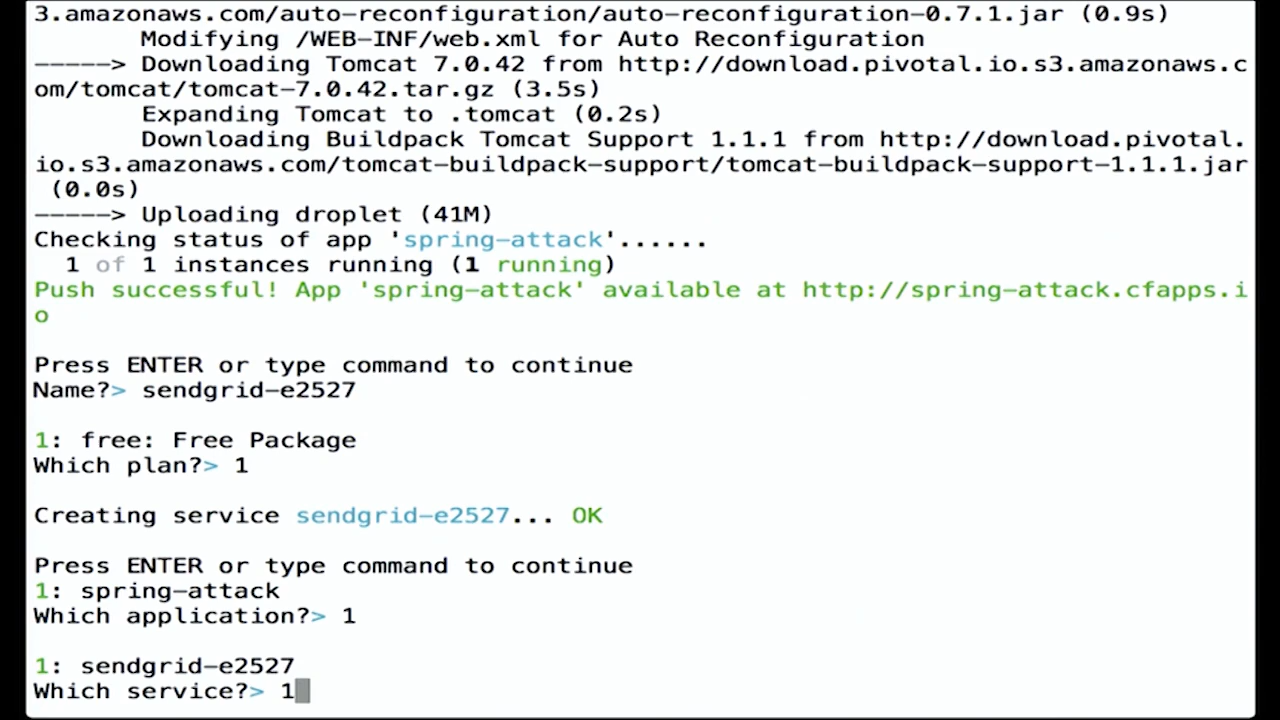 3.amazonaws.com/auto-reconfiguration/auto-reconfiguration-0.7.1.jar (0.9s)
Modifying /WEB-INF/web.xml for Auto Reconfiguration
-----> Downloading Tomcat 7.0.42 from http://download.pivotal.io.s3.amazonaws.c
om/tomcat/tomcat-7.0.42.tar.gz (3.5s)
Expanding Tomcat to .tomcat (0.2s)
Downloading Buildpack Tomcat Support 1.1.1 from http://download.pivotal.
io.s3.amazonaws.com/tomcat-buildpack-support/tomcat-buildpack-support-1.1.1.jar
(0.0s)
-----> Uploading droplet (41M)
Checking status of app 'spring-attack'......
1 of 1 instances running (1 running)
Push successful! App 'spring-attack' available at http://spring-attack.cfapps.i
o
Press ENTER or type command to continue
Name?> sendgrid-e2527
1: free: Free Package
Which plan?> 1
Creating service sendgrid-e2527... OK
Press ENTER or type command to continue
1: spring-attack
Which application?> 1
1: sendgrid-e2527
Which service?> 1